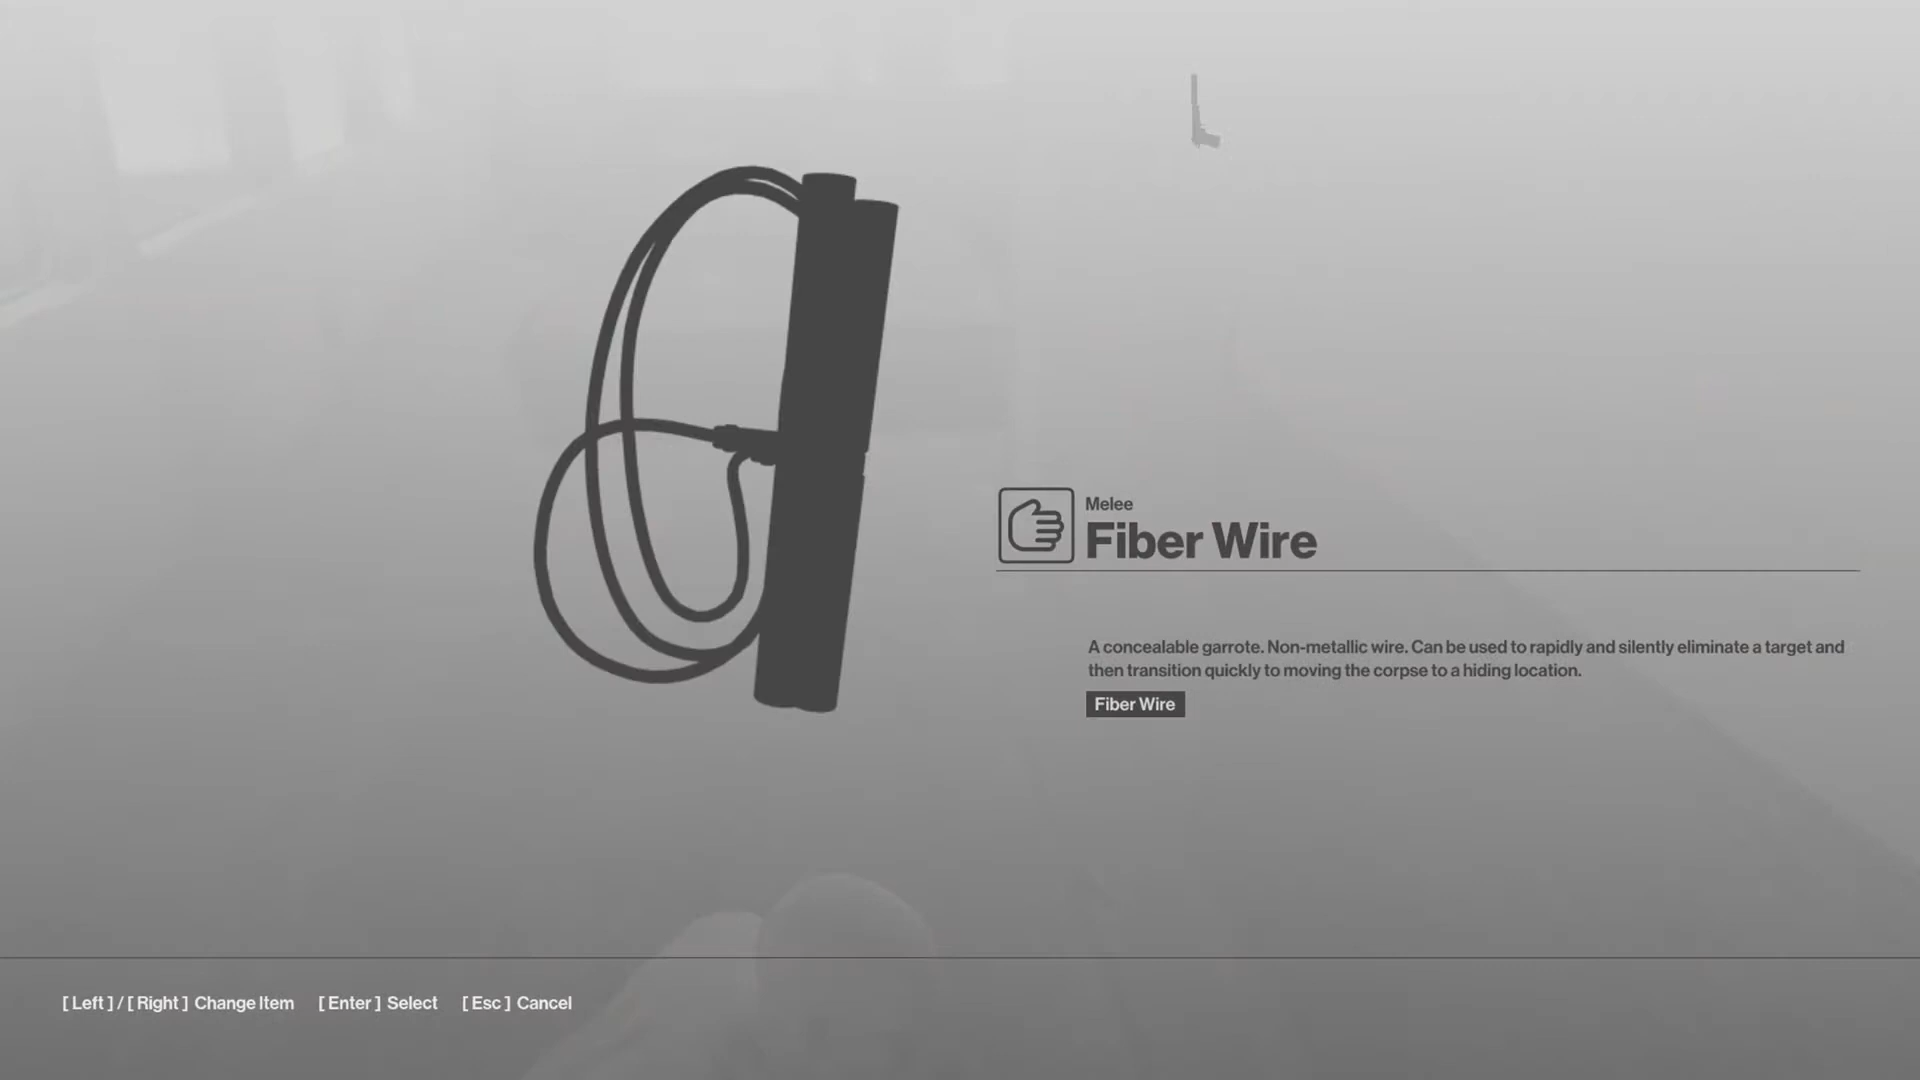 Melee
Fiber Wire
A concealable garrote. Non-metallic wire. Can be used to rapidly and silently eliminate a target and
then transition quickly to moving the corpse to a hiding location.
Fiber Wire
[ Left ] / [ Right ] Change Item [ Enter ] Select [ Esc ] Cancel